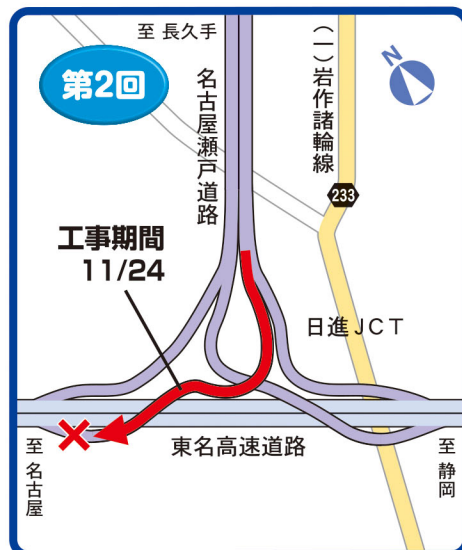 至 長久手
第2回
名古屋瀬戸道路
(一)岩作諸輪線
N
233
工事期間
11/24
日進JCT
東名高速道路
至 名古屋
至 静岡